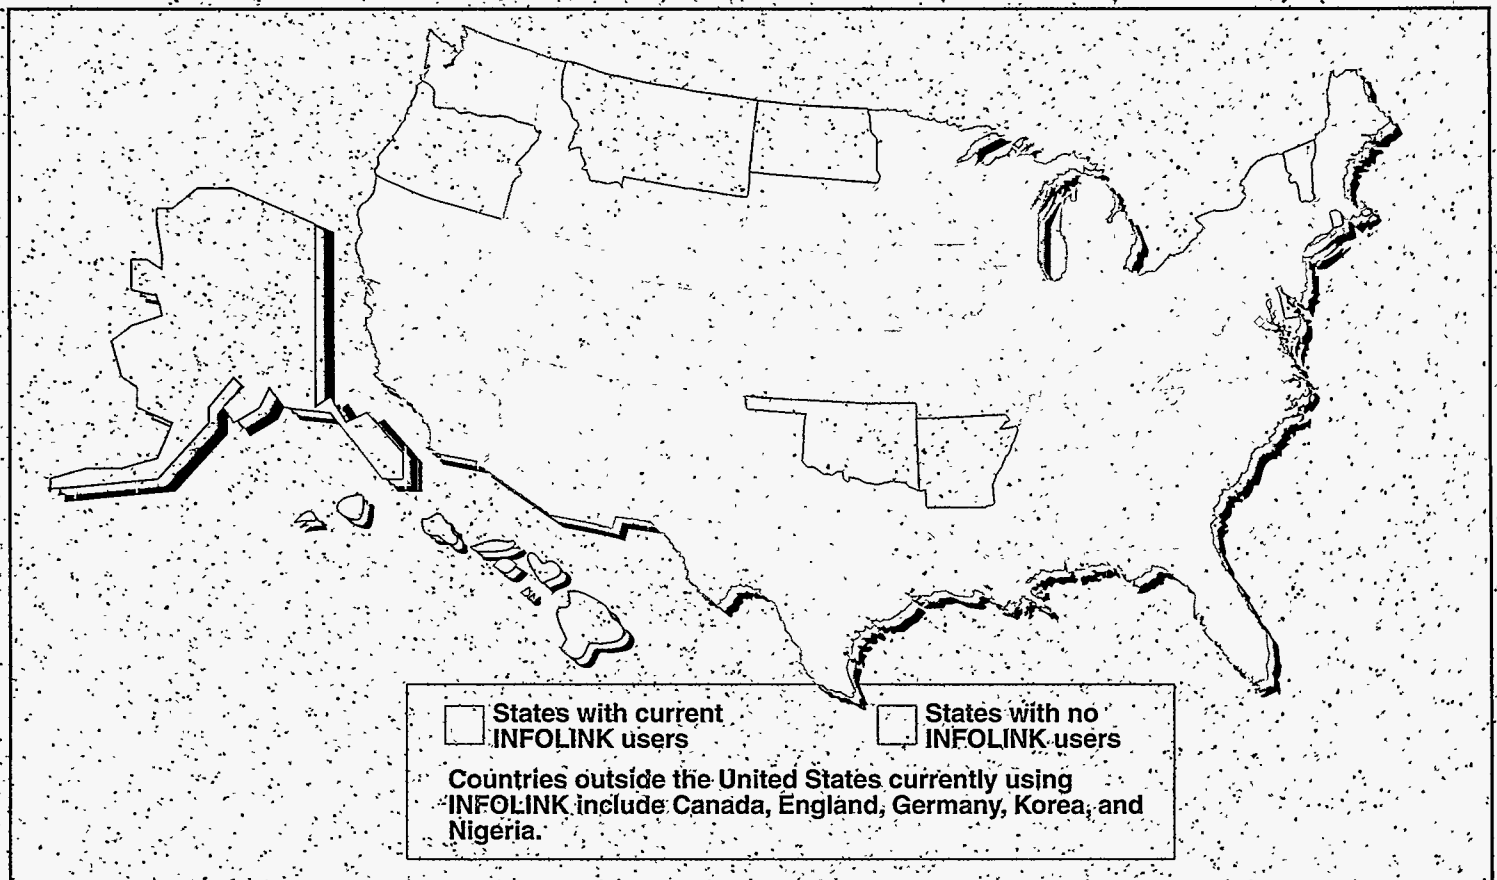 States with current
INFOLINK users
States with no
INFOLINK users
Countries outside the United States currently using
INFOLINK include Canada, England, Germany, Korea, and
Nigeria.